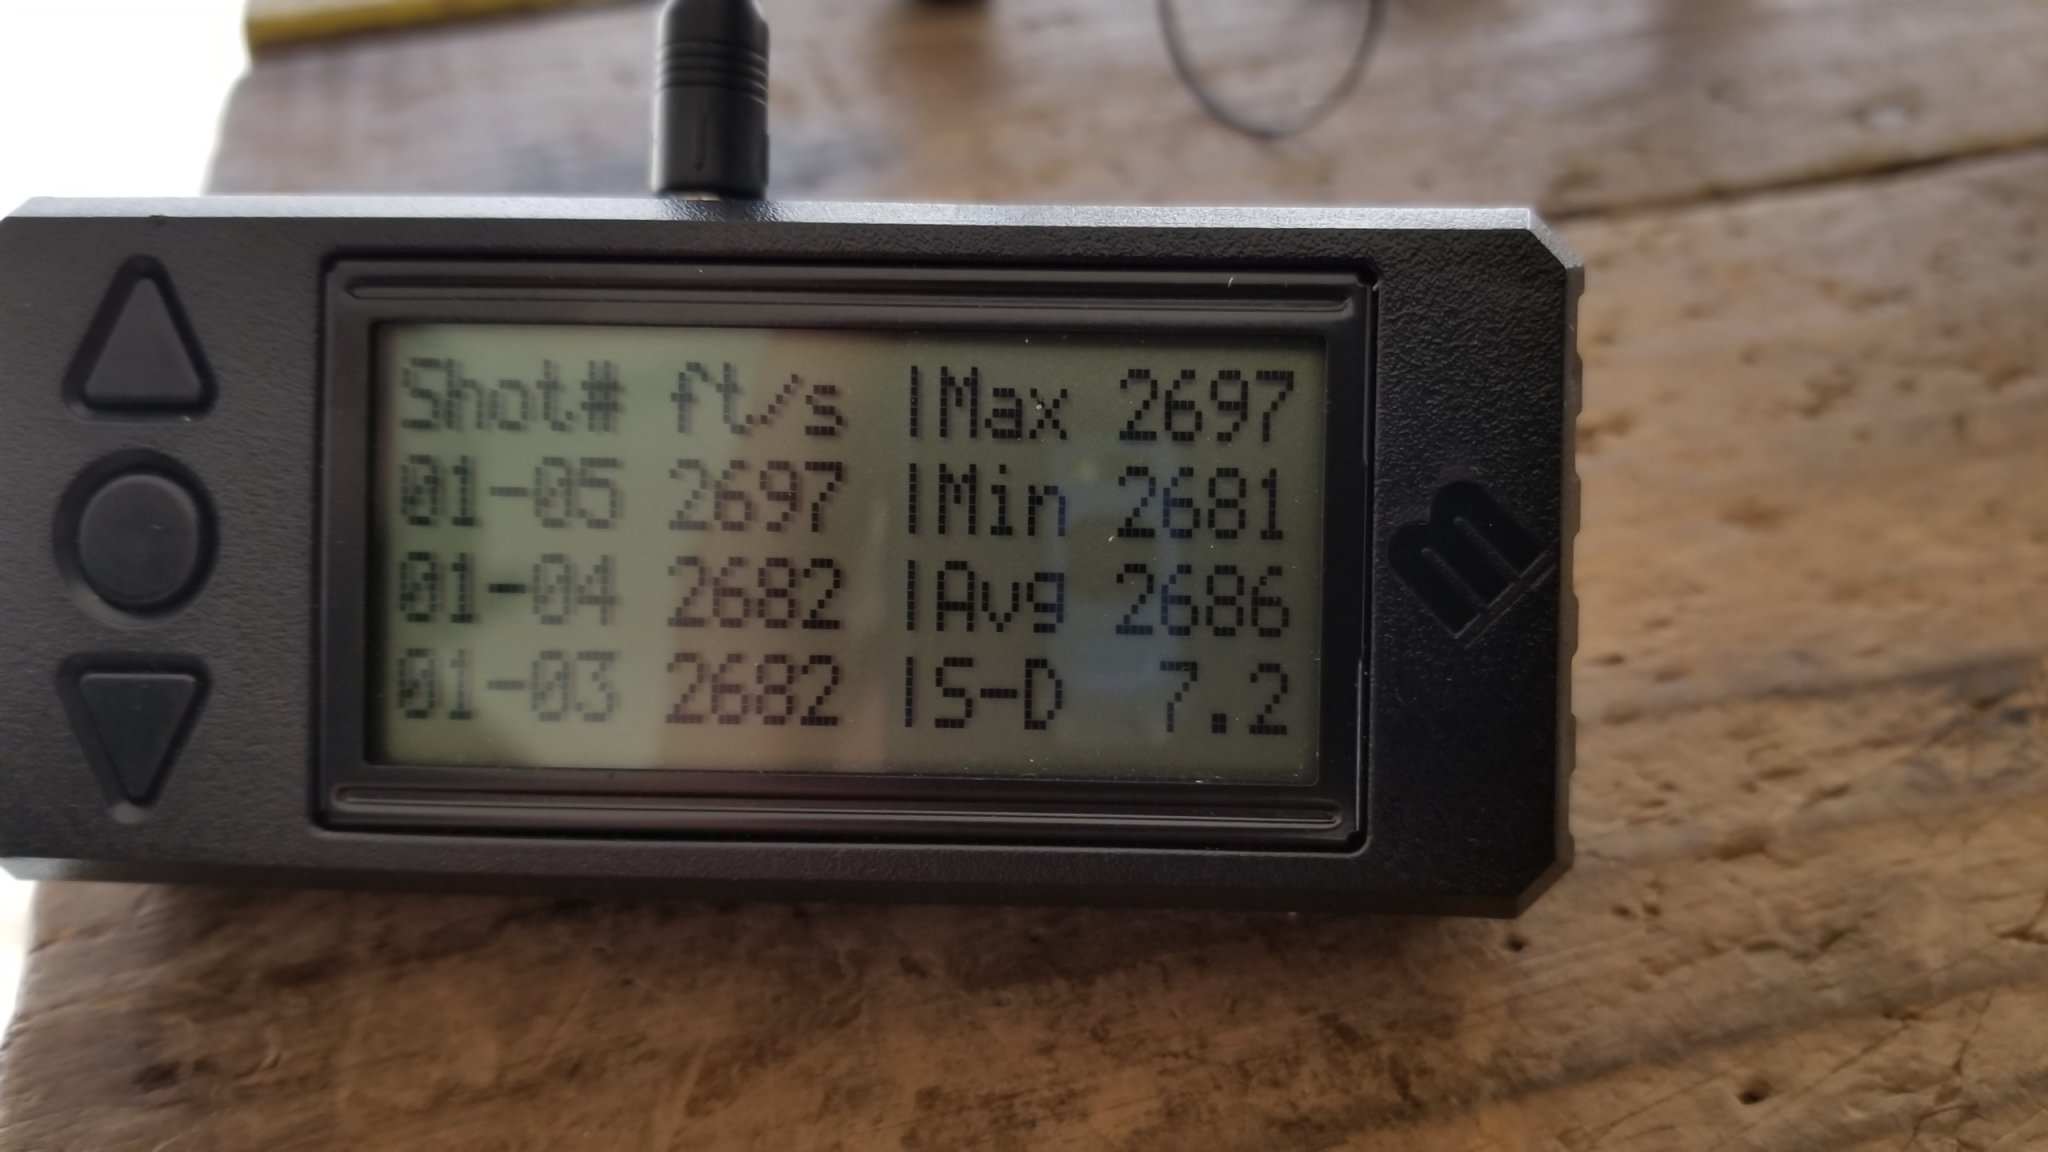 Shot# ft/s |Max 2697
01-05 2697 |Min 2681
01-04 2682 |Avg 2686
01-03 2682 |S-D 7.2
m